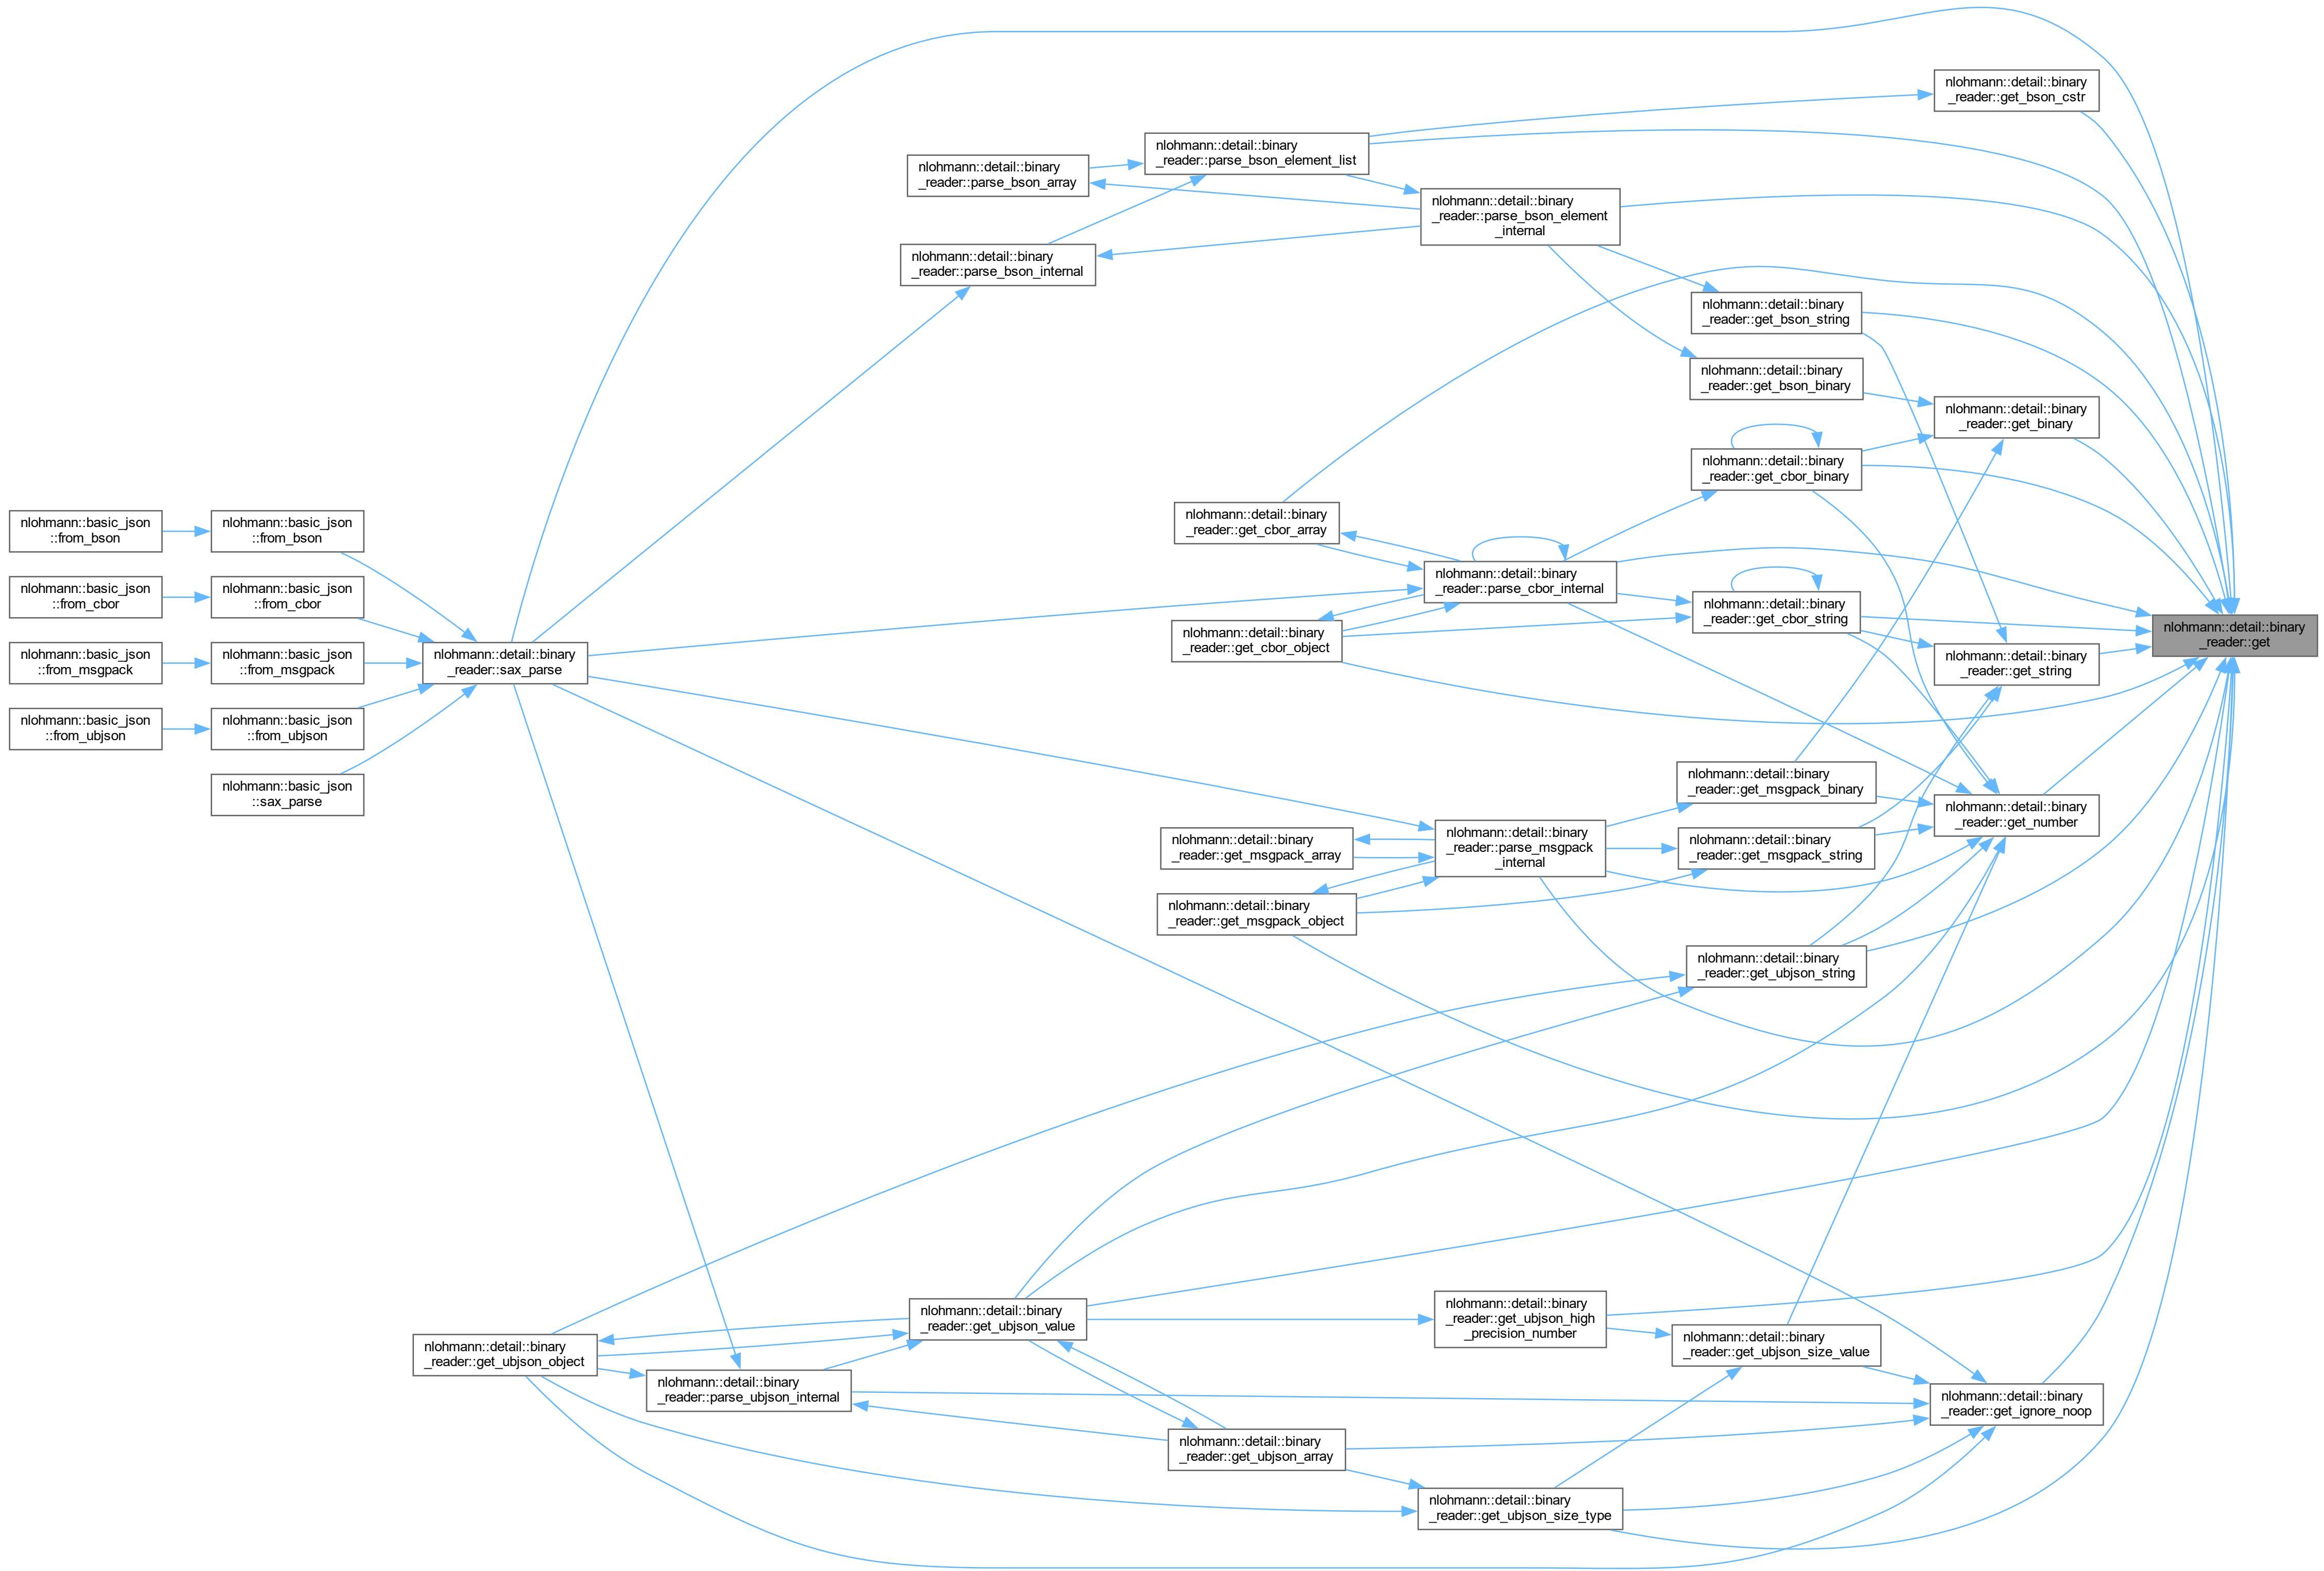 nlohmann::detail::binary
_reader::get_bson_cstr
nlohmann::detail::binary
_reader::parse_bson_element_list
nlohmann::detail::binary
_reader::parse_bson_array
nlohmann::detail::binary
_reader::parse_bson_element
_internal
nlohmann::detail::binary
_reader::parse_bson_internal
nlohmann::detail::binary
_reader::get_bson_string
nlohmann::detail::binary
_reader::get_bson_binary
nlohmann::detail::binary
_reader::get_binary
nlohmann::detail::binary
_reader::get_cbor_binary
nlohmann::detail::binary
_reader::get_cbor_array
nlohmann::basic_json
::from_bson
nlohmann::basic_json
::from_bson
nlohmann::detail::binary
_reader::parse_cbor_internal
nlohmann::basic_json
::from_cbor
nlohmann::basic_json
::from_cbor
nlohmann::detail::binary
_reader::get_cbor_string
nlohmann::detail::binary
_reader::get
nlohmann::detail::binary
_reader::get_cbor_object
nlohmann::basic_json
::from_msgpack
nlohmann::basic_json
::from_msgpack
nlohmann::detail::binary
_reader::sax_parse
nlohmann::detail::binary
_reader::get_string
nlohmann::basic_json
::from_ubjson
nlohmann::basic_json
::from_ubjson
nlohmann::basic_json
::sax_parse
nlohmann::detail::binary
_reader::get_msgpack_binary
nlohmann::detail::binary
_reader::get_number
nlohmann::detail::binary
_reader::get_msgpack_array
nlohmann::detail::binary
_reader::parse_msgpack
_internal
nlohmann::detail::binary
_reader::get_msgpack_string
nlohmann::detail::binary
_reader::get_msgpack_object
nlohmann::detail::binary
_reader::get_ubjson_string
nlohmann::detail::binary
_reader::get_ubjson_value
nlohmann::detail::binary
_reader::get_ubjson_high
_precision_number
nlohmann::detail::binary
_reader::get_ubjson_size_value
nlohmann::detail::binary
_reader::get_ubjson_object
nlohmann::detail::binary
_reader::parse_ubjson_internal
nlohmann::detail::binary
_reader::get_ignore_noop
nlohmann::detail::binary
_reader::get_ubjson_array
nlohmann::detail::binary
_reader::get_ubjson_size_type